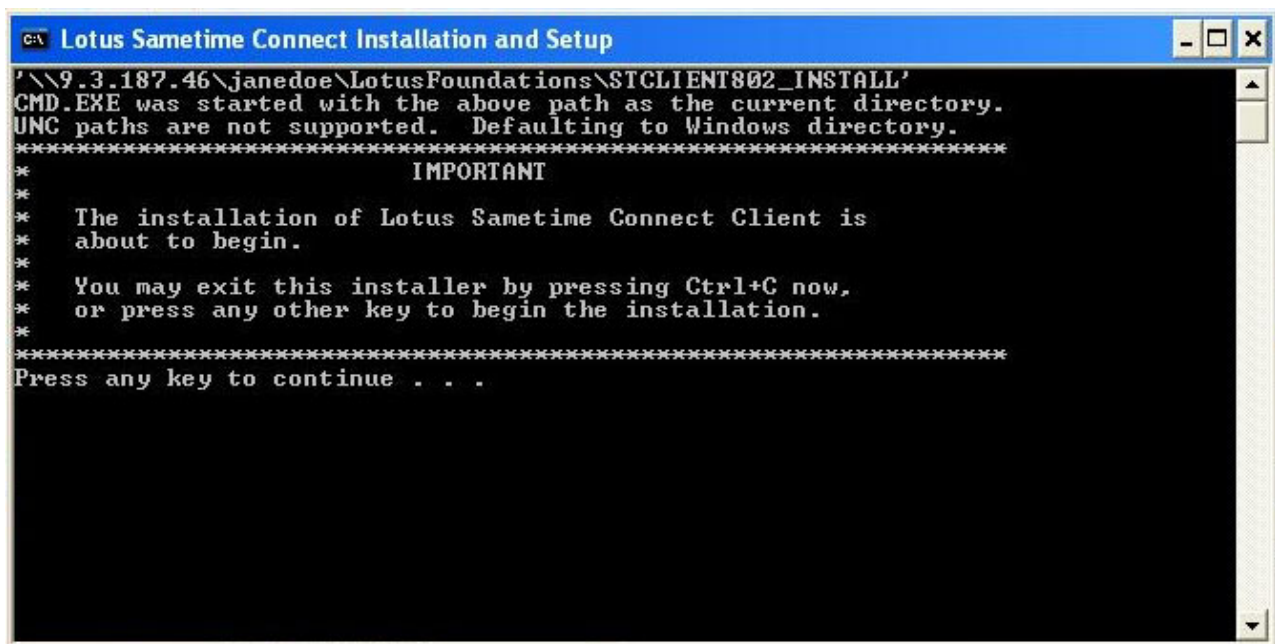 Lotus Sametime Connect Installation and Setup
'\\9.3.187.46\janedoe\LotusFoundations\STCLIENT802_INSTALL'
CMD.EXE was started with the above path as the current directory.
UNC paths are not supported.  Defaulting to Windows directory.
*****************************************************************
*                         IMPORTANT
*
*   The installation of Lotus Sametime Connect Client is
*   about to begin.
*
*   You may exit this installer by pressing Ctrl+C now,
*   or press any other key to begin the installation.
*
*****************************************************************
Press any key to continue . . .